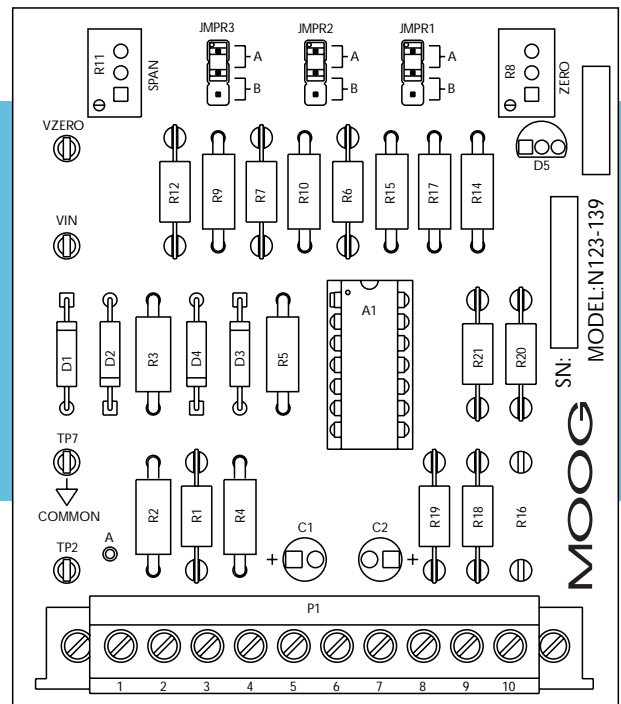 JMPR3 JMPR2 JMPR1
R11 SPAN A B A B A B R8 ZERO
VZERO
D5
R12 R9 R7 R10 R6 R15 R17 R14
VIN
A1
D1 D2 R3 D4 D3 R5 R21 R20
SN: MODEL:N123-139
MOOG
TP7
COMMON
R2 R1 R4 R19 R18 R16
A C1 C2
TP2 + +
P1
1 2 3 4 5 6 7 8 9 10